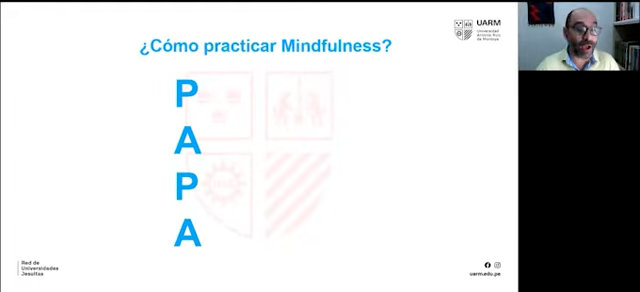 ¿Cómo practicar Mindfulness?
UARM
Universidad
Antonio Ruiz
de Montoya
P
A
P
A
Red de
Universidades
Jesuitas
uarm.edu.pe